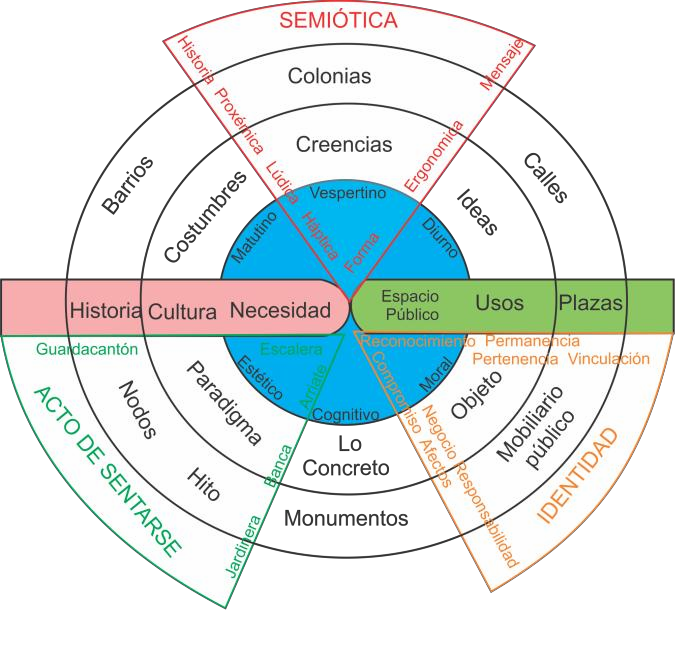 SEMIÓTICA
Historia Proxémica Lúdica Háptica
Mensaje
Ergonomica
Forma
Colonias
Creencias
Vespertino
Barrios
Costumbres
Matutino
Calles
Ideas
Diurno
Historia
Cultura
Necesidad
Espacio
Público
Usos
Plazas
Guardacantón
Escalera
Arriate
Banca
Jardinera
ACTO DE SENTARSE
Reconocimiento Permanencia
Pertenencia Vinculación
Compromiso Afectos
Negocio Responsabilidad
IDENTIDAD
Estético
Cognitivo
Moral
Paradigma
Lo
Concreto
Objeto
Nodos
Hito
Monumentos
Mobiliario
público